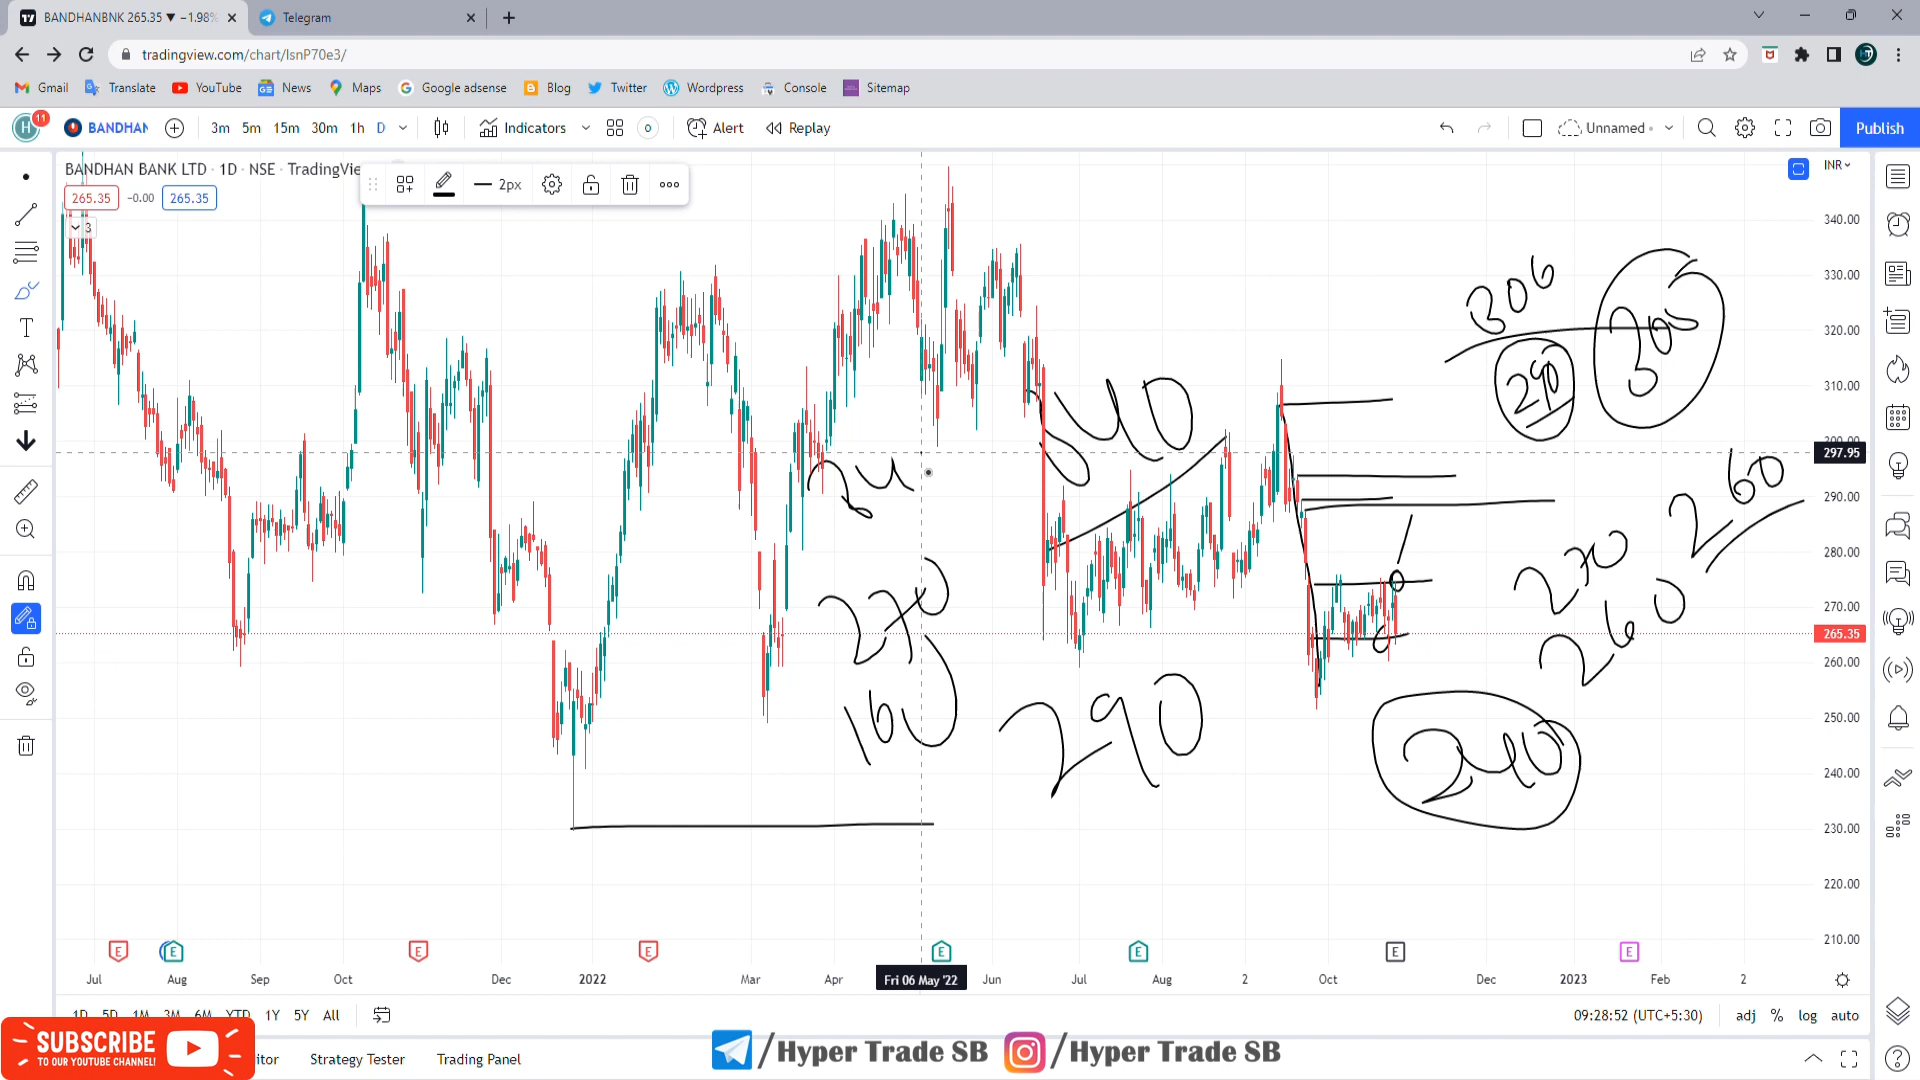 BANDHANBNK 265.35 ▼ −1.98%
Telegram
tradingview.com/chart/lsnP70e3/
Gmail Translate YouTube News Maps Google adsense Blog Twitter Wordpress Console Sitemap
H 11 BANDHAN 3m 5m 15m 30m 1h D Indicators Alert Replay Unnamed Publish
BANDHAN BANK LTD · 1D · NSE · TradingVie
2px
INR
265.35 −0.00 265.35
3
340.00
330.00
320.00
310.00
300.00
297.95
290.00
280.00
270.00
265.35
260.00
250.00
240.00
230.00
220.00
210.00
306
305
290
260
270
260
240
270
100
290
E E E E E E E E
Jul Aug Sep Oct Dec 2022 Mar Apr Fri 06 May '22 Jun Jul Aug 2 Oct Dec 2023 Feb 2
1D 5D 1M 3M 6M YTD 1Y 5Y All
09:28:52 (UTC+5:30) adj % log auto
SUBSCRIBE
TO OUR YOUTUBE CHANNEL!
itor Strategy Tester Trading Panel
/Hyper Trade SB /Hyper Trade SB